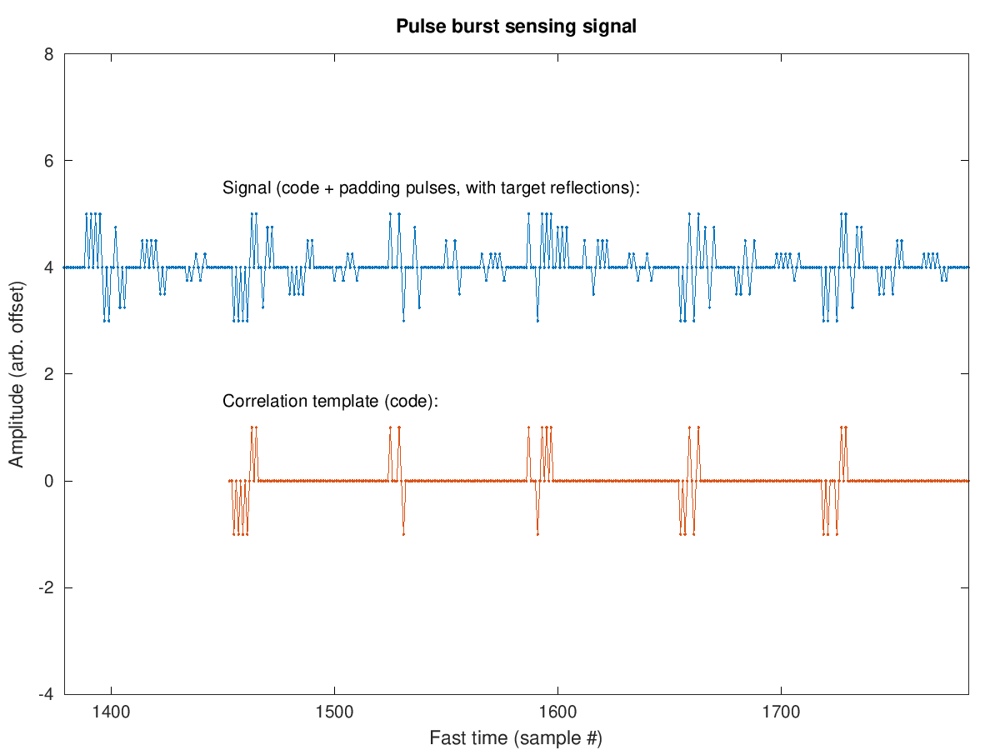 Pulse burst sensing signal
8
6
4
2
0
-2
-4
Amplitude (arb. offset)
Signal (code + padding pulses, with target reflections):
Correlation template (code):
1400
1500
1600
1700
Fast time (sample #)